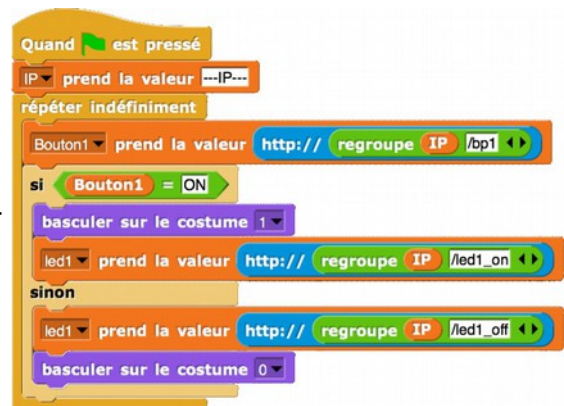 Quand est pressé
IP prend la valeur ---IP---
répéter indéfiniment
Bouton1 prend la valeur http:// regroupe IP /bp1
si Bouton1 = ON
basculer sur le costume 1
led1 prend la valeur http:// regroupe IP /led1_on
sinon
led1 prend la valeur http:// regroupe IP /led1_off
basculer sur le costume 0